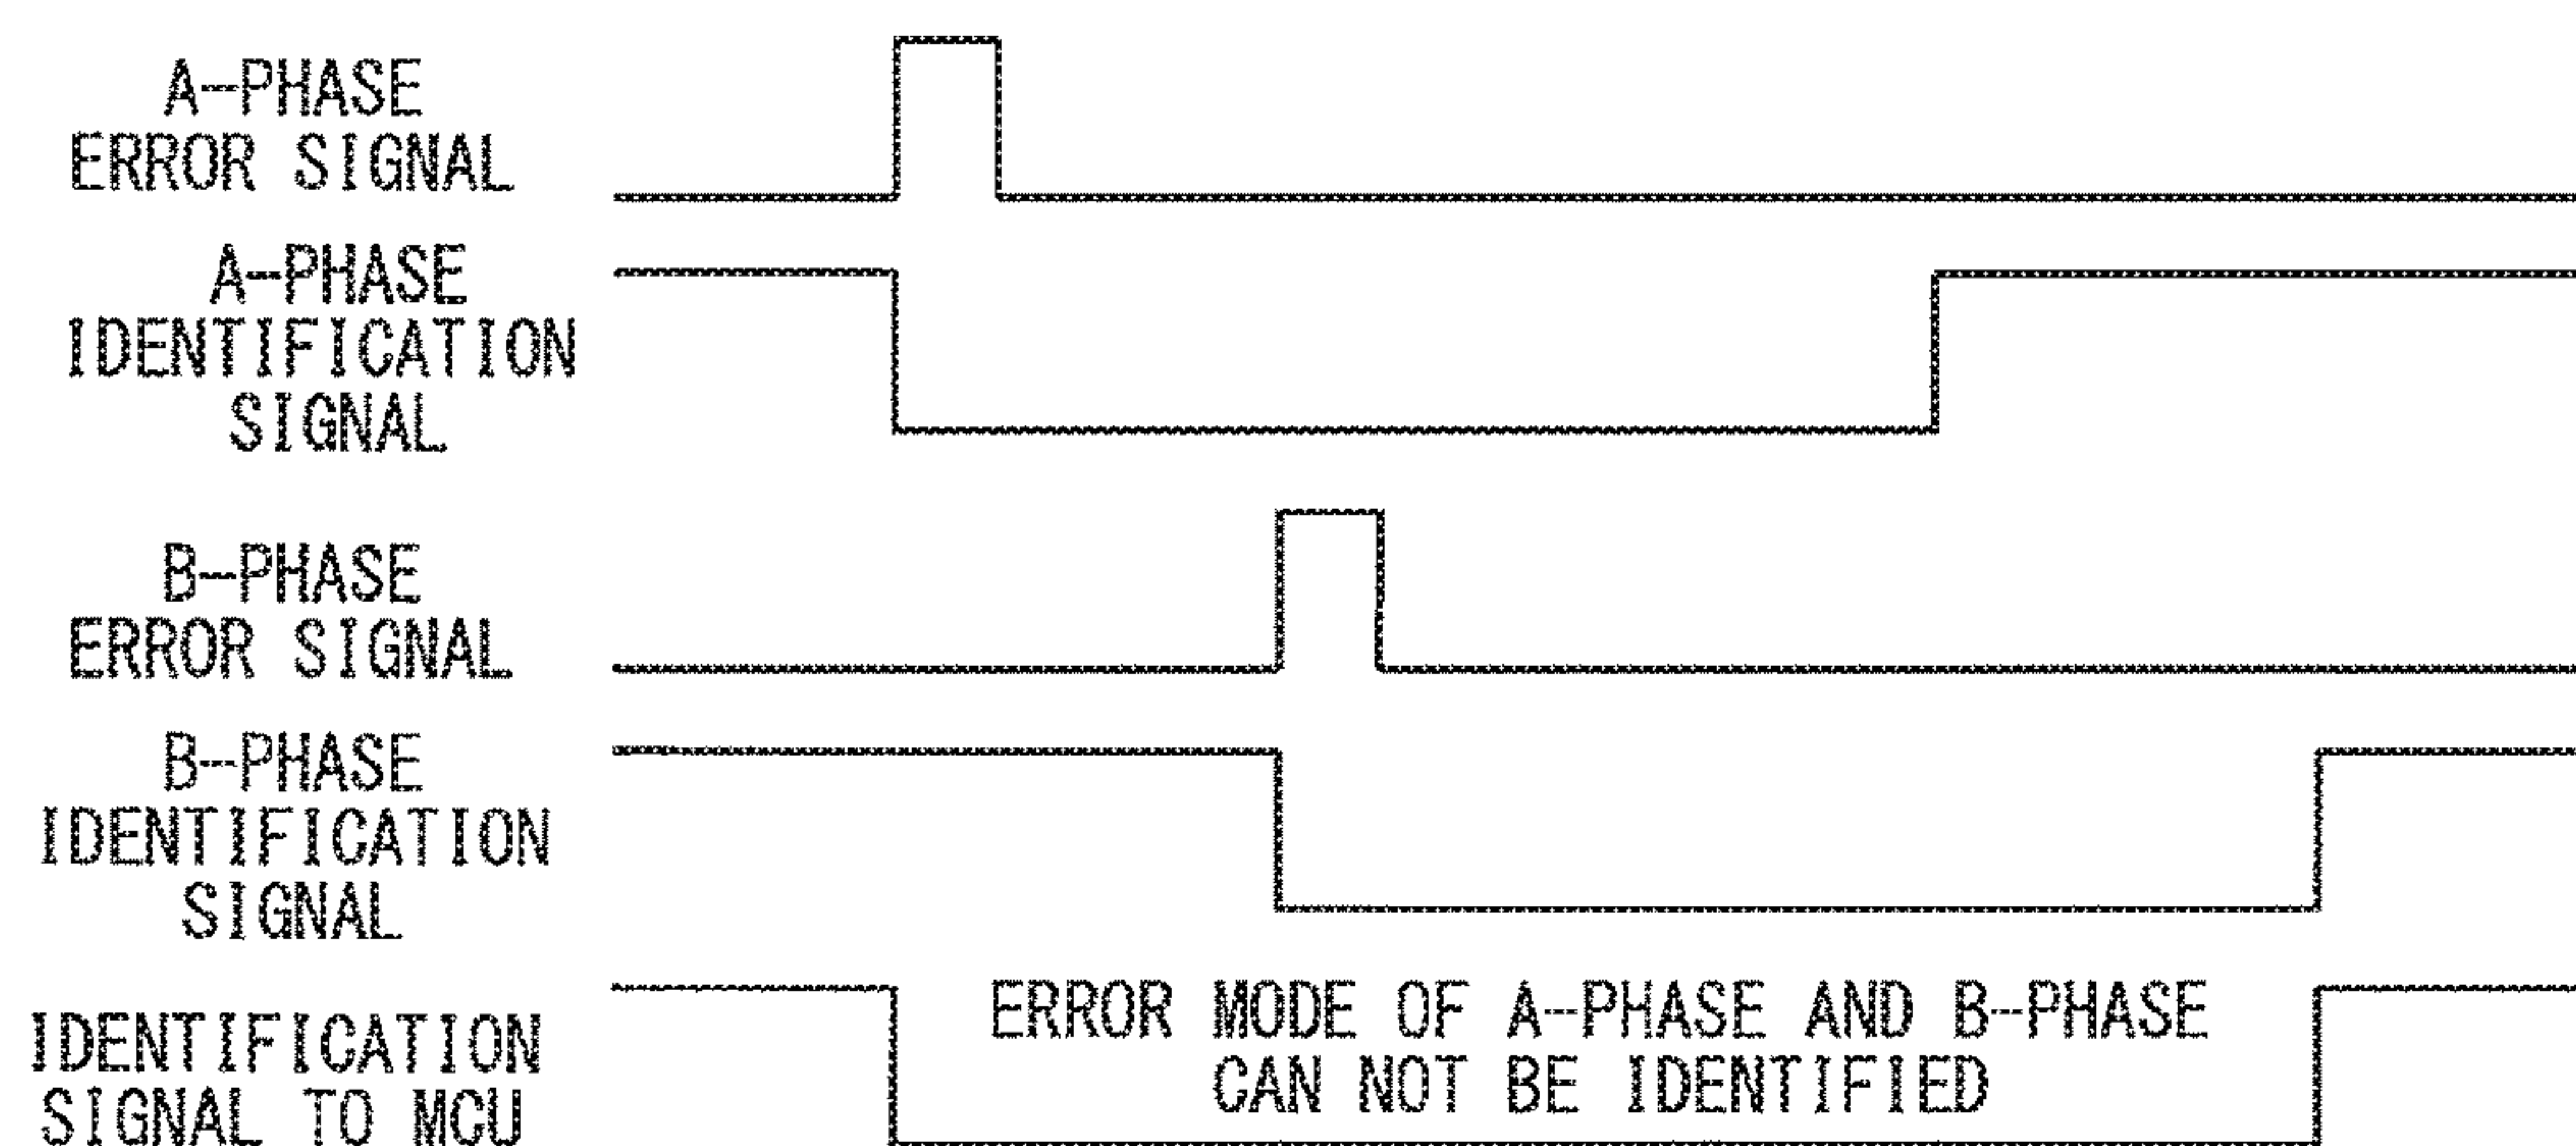 A-PHASE
ERROR SIGNAL
A-PHASE
IDENTIFICATION
SIGNAL
B-PHASE
ERROR SIGNAL
B-PHASE
IDENTIFICATION
SIGNAL
IDENTIFICATION
SIGNAL TO MCU
ERROR MODE OF A-PHASE AND B-PHASE
CAN NOT BE IDENTIFIED